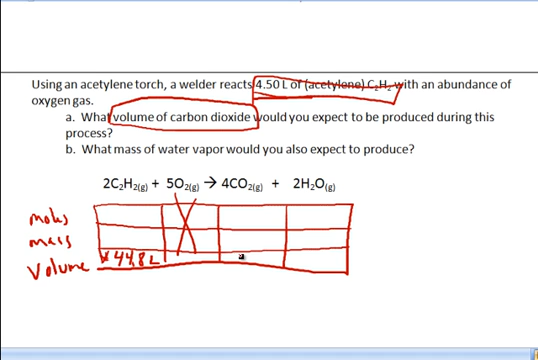 Using an acetylene torch, a welder reacts 4.50 L of (acetylene) C₂H₂ with an abundance of
oxygen gas.
a. What volume of carbon dioxide would you expect to be produced during this
process?
b. What mass of water vapor would you also expect to produce?
2C₂H₂(g) + 5O₂(g) → 4CO₂(g) + 2H₂O(g)
moles
mass
Volume 44.8 L